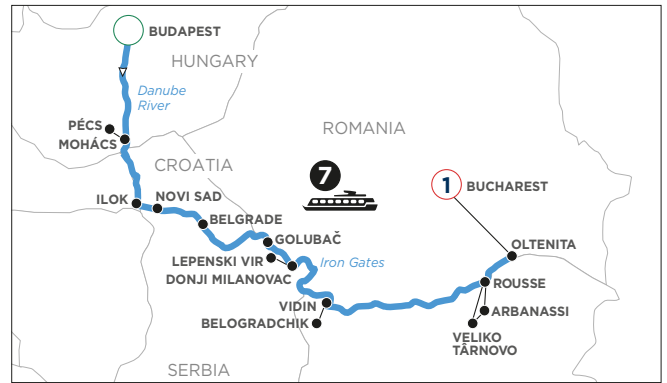 BUDAPEST
HUNGARY
Danube
River
PÉCS
MOHÁCS
ROMANIA
CROATIA
7
1
BUCHAREST
ILOK
NOVI SAD
BELGRADE
GOLUBAČ
OLTENITA
LEPENSKI VIR
Iron Gates
DONJI MILANOVAC
ROUSSE
VIDIN
ARBANASSI
BELOGRADCHIK
VELIKO
TÂRNOVO
SERBIA